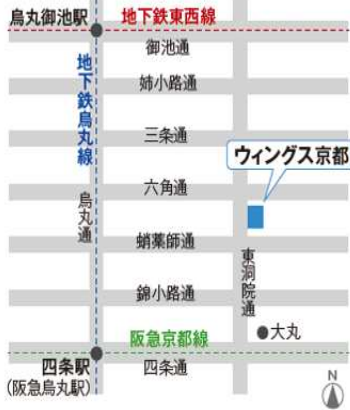 烏丸御池駅
地下鉄東西線
御池通
姉小路通
地下鉄烏丸線
三条通
ウィングス京都
六角通
烏丸通
蛸薬師通
東洞院通
錦小路通
大丸
阪急京都線
四条駅
(阪急烏丸駅)
四条通
N